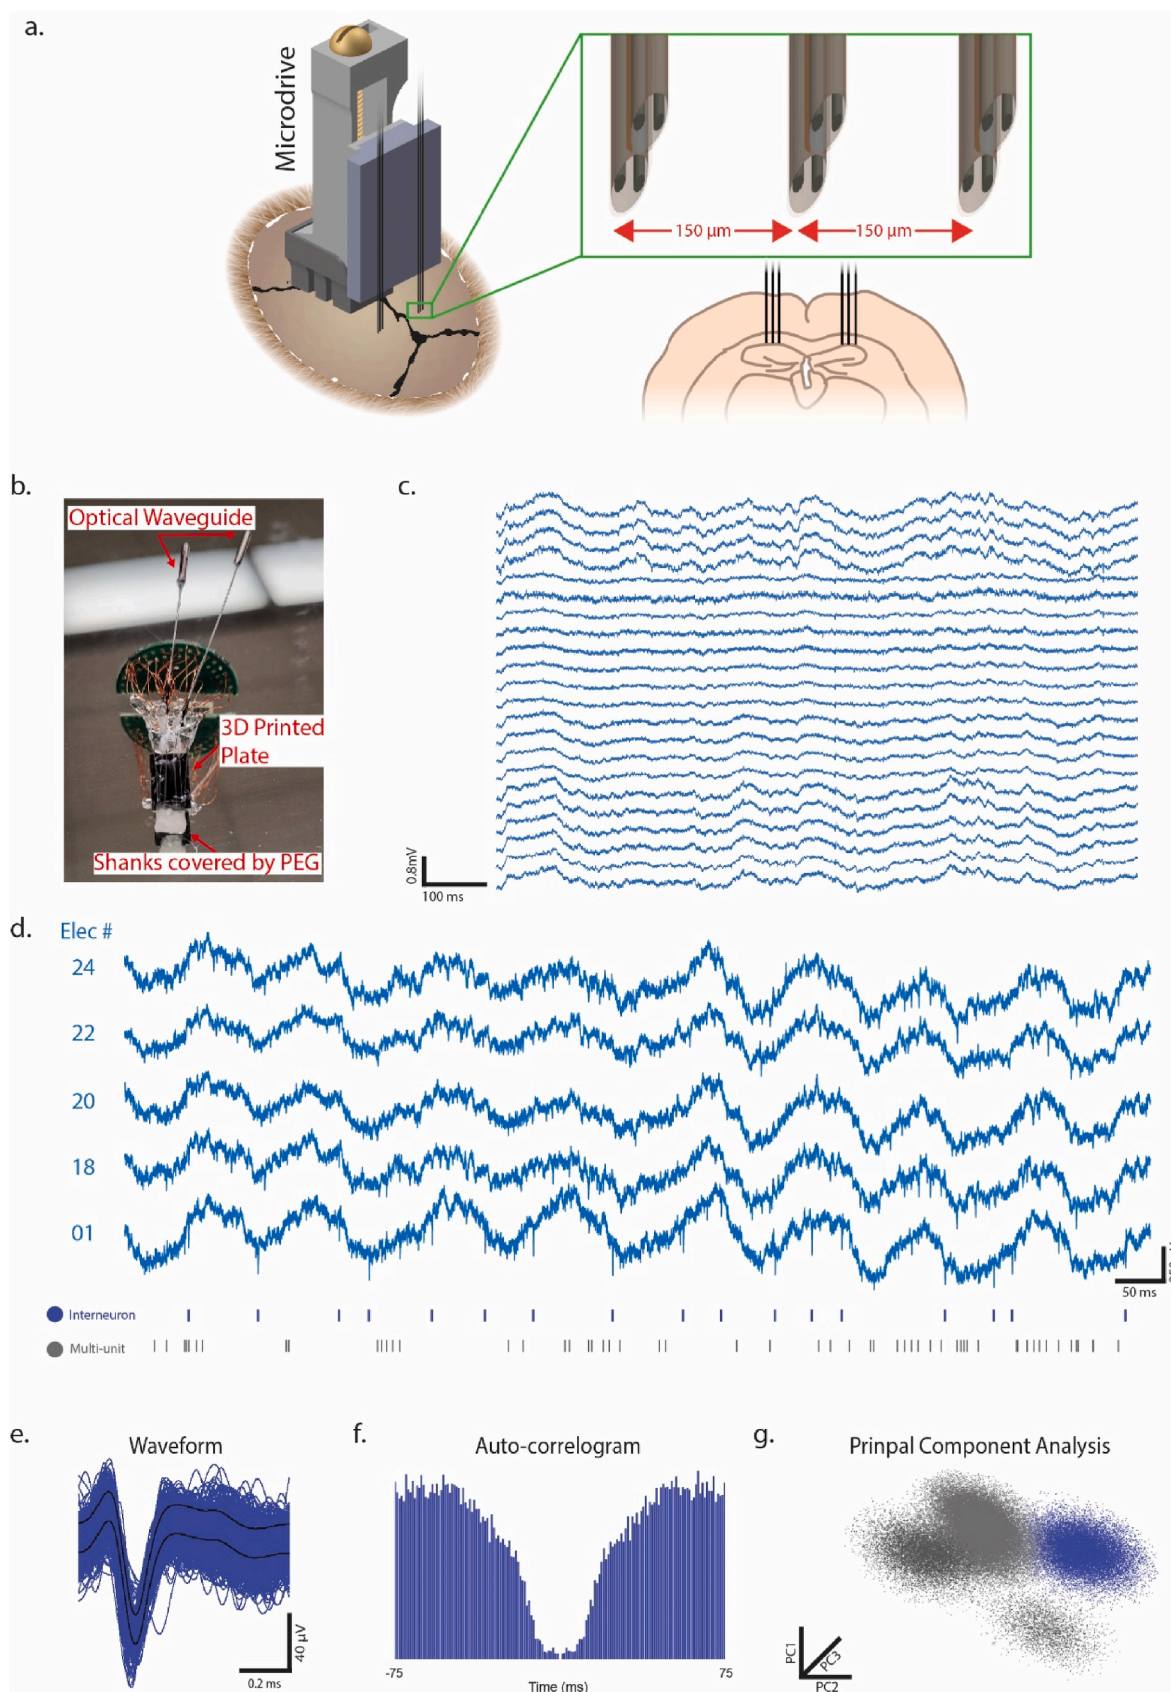 a.
Microdrive
150 µm
150 µm
b.
Optical Waveguide
3D Printed
Plate
Shanks covered by PEG
c.
0.8mV
100 ms
d.
Elec #
24
22
20
18
01
50 ms
Interneuron
Multi-unit
e.
Waveform
40 µV
0.2 ms
f.
Auto-correlogram
-75
75
Time (ms)
g.
Prinpal Component Analysis
PC1
PC3
PC2